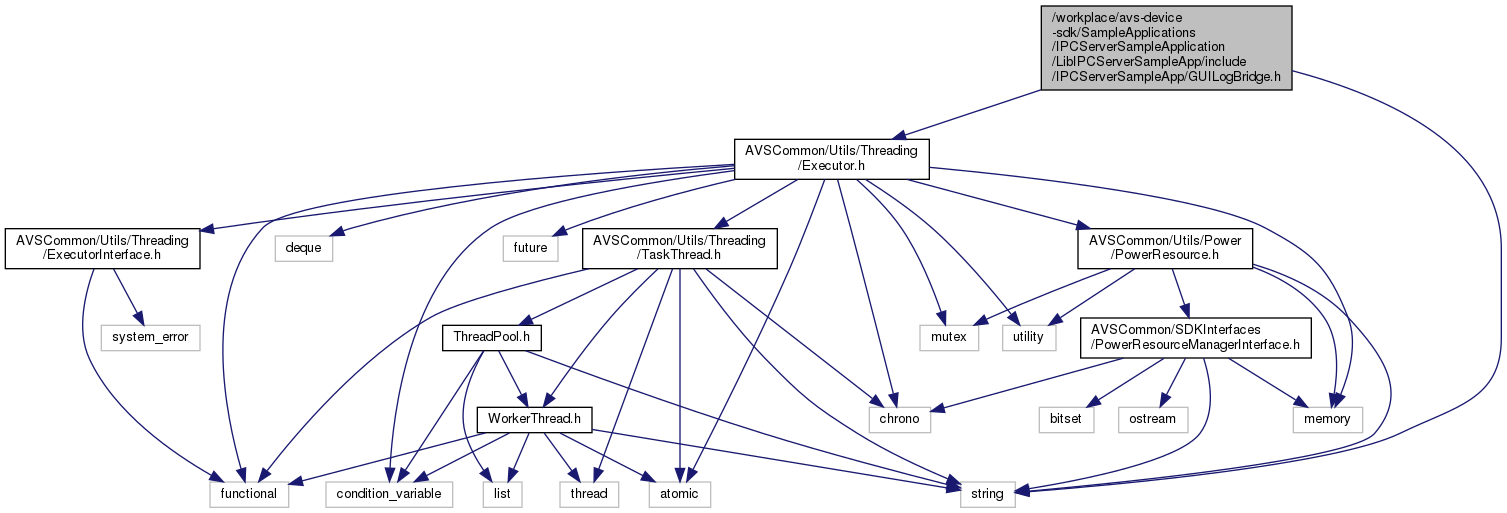 /workplace/avs-device
-sdk/SampleApplications
/IPCServerSampleApplication
/LibIPCServerSampleApp/include
/IPCServerSampleApp/GUILogBridge.h
AVSCommon/Utils/Threading
/Executor.h
AVSCommon/Utils/Threading
/ExecutorInterface.h
deque
future
AVSCommon/Utils/Threading
/TaskThread.h
AVSCommon/Utils/Power
/PowerResource.h
system_error
ThreadPool.h
mutex
utility
AVSCommon/SDKInterfaces
/PowerResourceManagerInterface.h
WorkerThread.h
chrono
bitset
ostream
memory
functional
condition_variable
list
thread
atomic
string